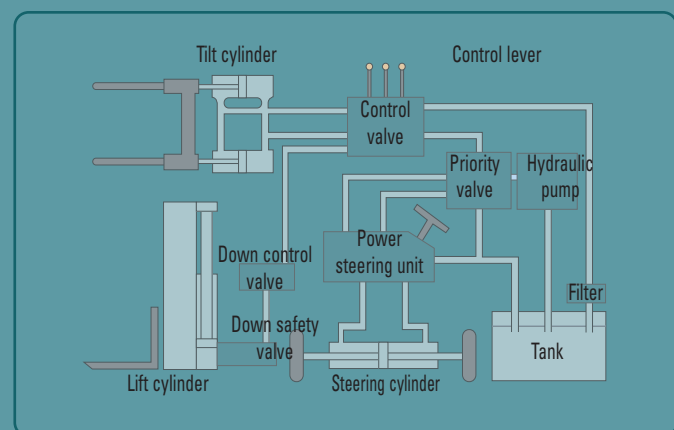 Tilt cylinder
Control lever
Control
valve
Priority
valve
Hydraulic
pump
Power
steering unit
Down control
valve
Filter
Down safety
valve
Tank
Lift cylinder
Steering cylinder